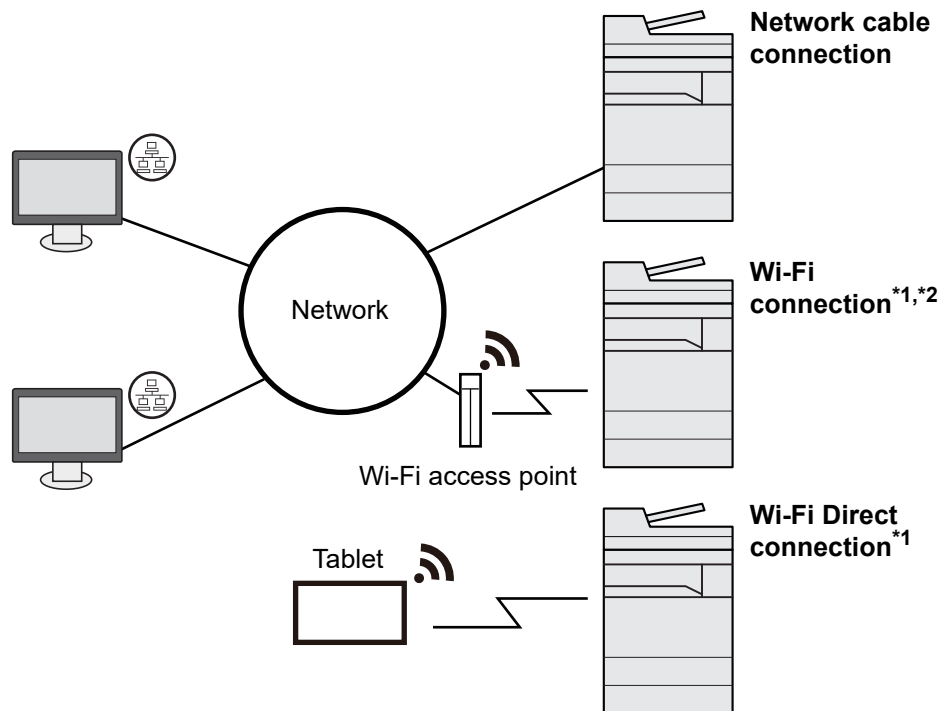 Network cable
connection
Network
Wi-Fi
connection*1,*2
Wi-Fi access point
Wi-Fi Direct
connection*1
Tablet